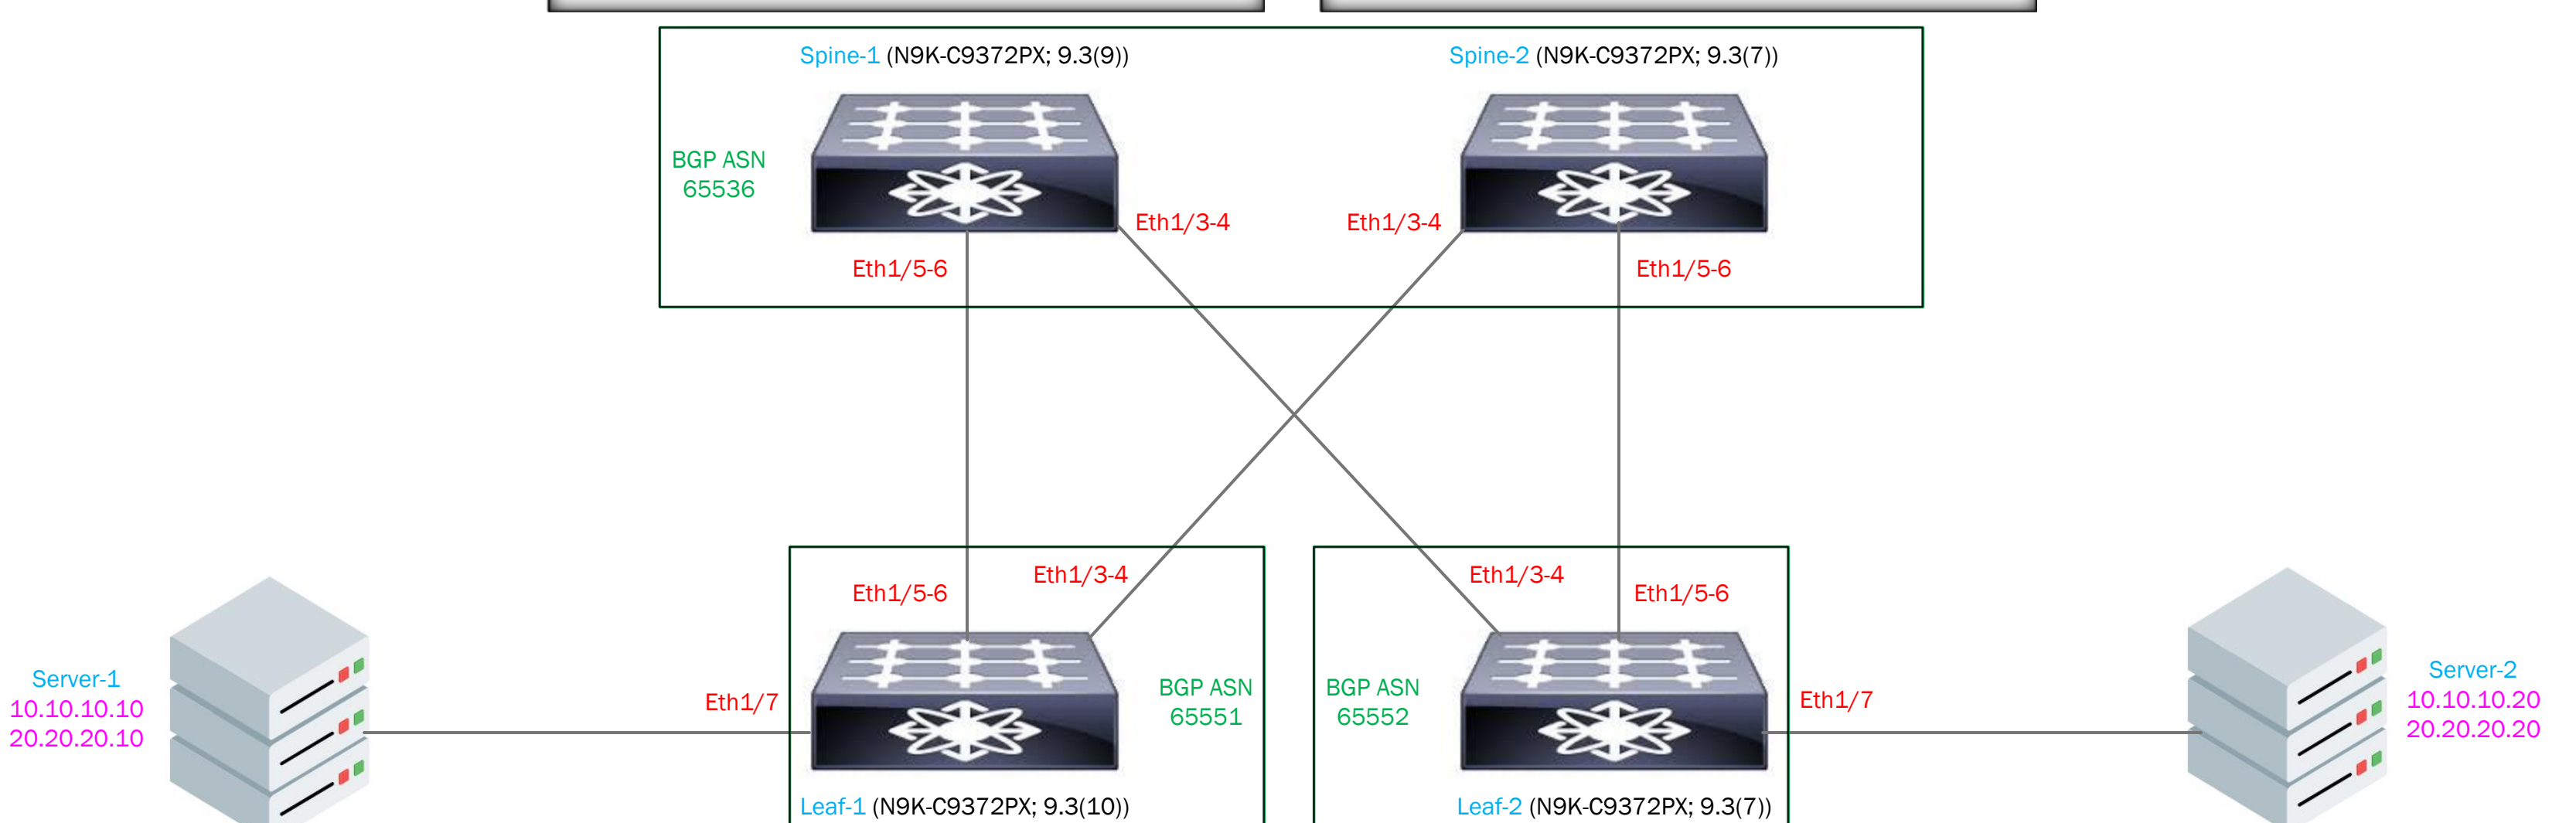 Spine-1 (N9K-C9372PX; 9.3(9))
Spine-2 (N9K-C9372PX; 9.3(7))
BGP ASN
65536
Eth1/3-4
Eth1/3-4
Eth1/5-6
Eth1/5-6
Eth1/5-6
Eth1/3-4
Eth1/3-4
Eth1/5-6
Server-1
10.10.10.10
20.20.20.10
Eth1/7
BGP ASN
65551
BGP ASN
65552
Eth1/7
Server-2
10.10.10.20
20.20.20.20
Leaf-1 (N9K-C9372PX; 9.3(10))
Leaf-2 (N9K-C9372PX; 9.3(7))